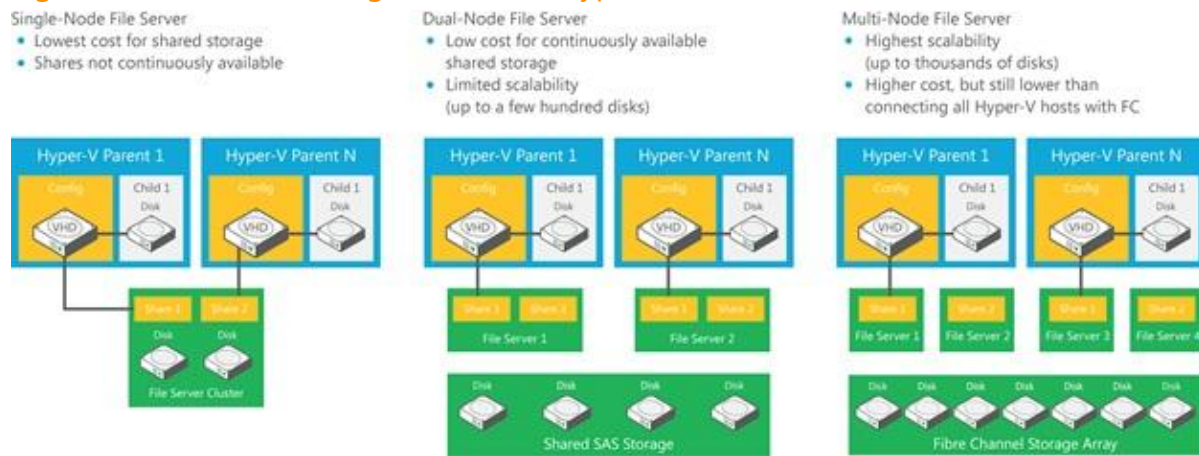 Single-Node File Server
• Lowest cost for shared storage
• Shares not continuously available
Dual-Node File Server
• Low cost for continuously available
shared storage
• Limited scalability
(up to a few hundred disks)
Multi-Node File Server
• Highest scalability
(up to thousands of disks)
• Higher cost, but still lower than
connecting all Hyper-V hosts with FC
Hyper-V Parent 1
Config
Child 1
Disk
VHD
Hyper-V Parent N
Config
Child 1
Disk
VHD
Share 1
Share 2
Disk
Disk
File Server Cluster
Hyper-V Parent 1
Config
Child 1
Disk
VHD
Hyper-V Parent N
Config
Child 1
Disk
VHD
Share 1
File Server 1
Share 1
Share 2
File Server 2
Disk
Disk
Disk
Disk
Shared SAS Storage
Hyper-V Parent 1
Config
Child 1
Disk
VHD
Hyper-V Parent N
Config
Child 1
Disk
VHD
Share 1
File Server 1
Share 2
File Server 2
File Server 3
Share 2
File Server
Disk
Disk
Disk
Disk
Disk
Disk
Disk
Fibre Channel Storage Array